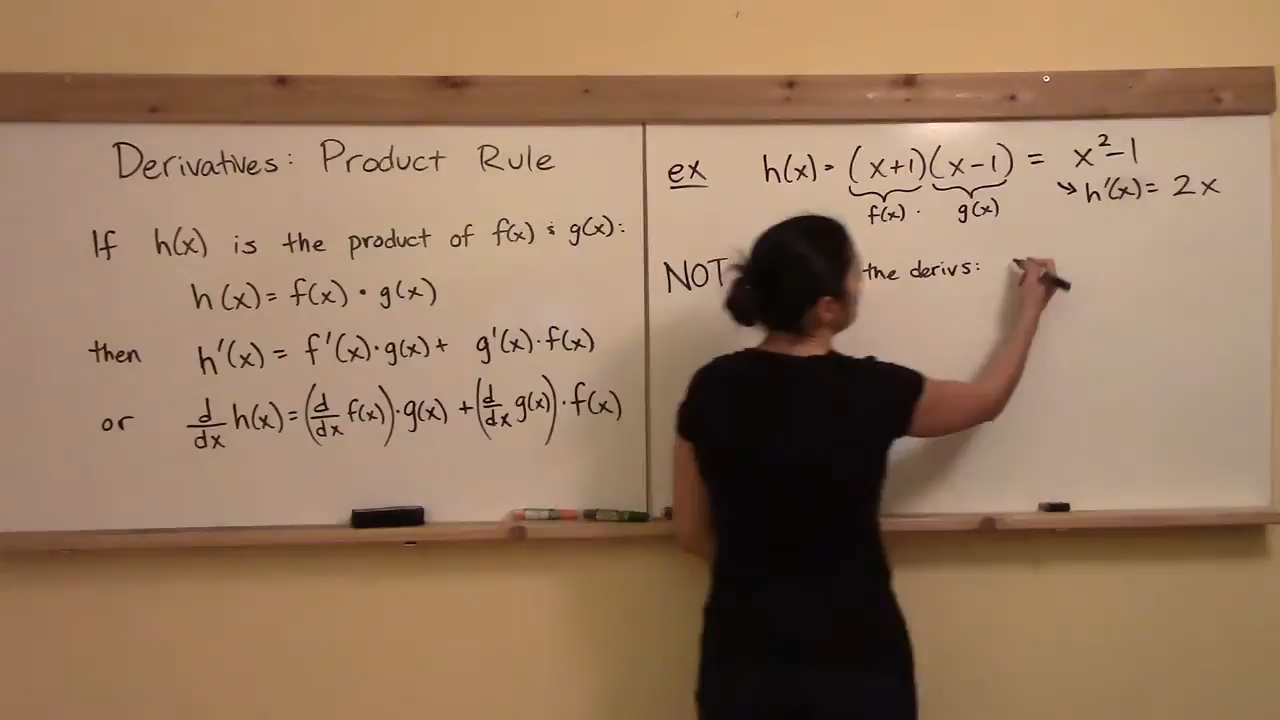 Derivatives: Product Rule
If h(x) is the product of f(x) & g(x):
h(x) = f(x) • g(x)
then h'(x) = f'(x)·g(x) + g'(x)·f(x)
or d/dx h(x) = (d/dx f(x))·g(x) + (d/dx g(x))·f(x)
ex h(x) = (x+1)(x-1) = x²-1
f(x) · g(x)
↘ h'(x) = 2x
NOT the derivs: